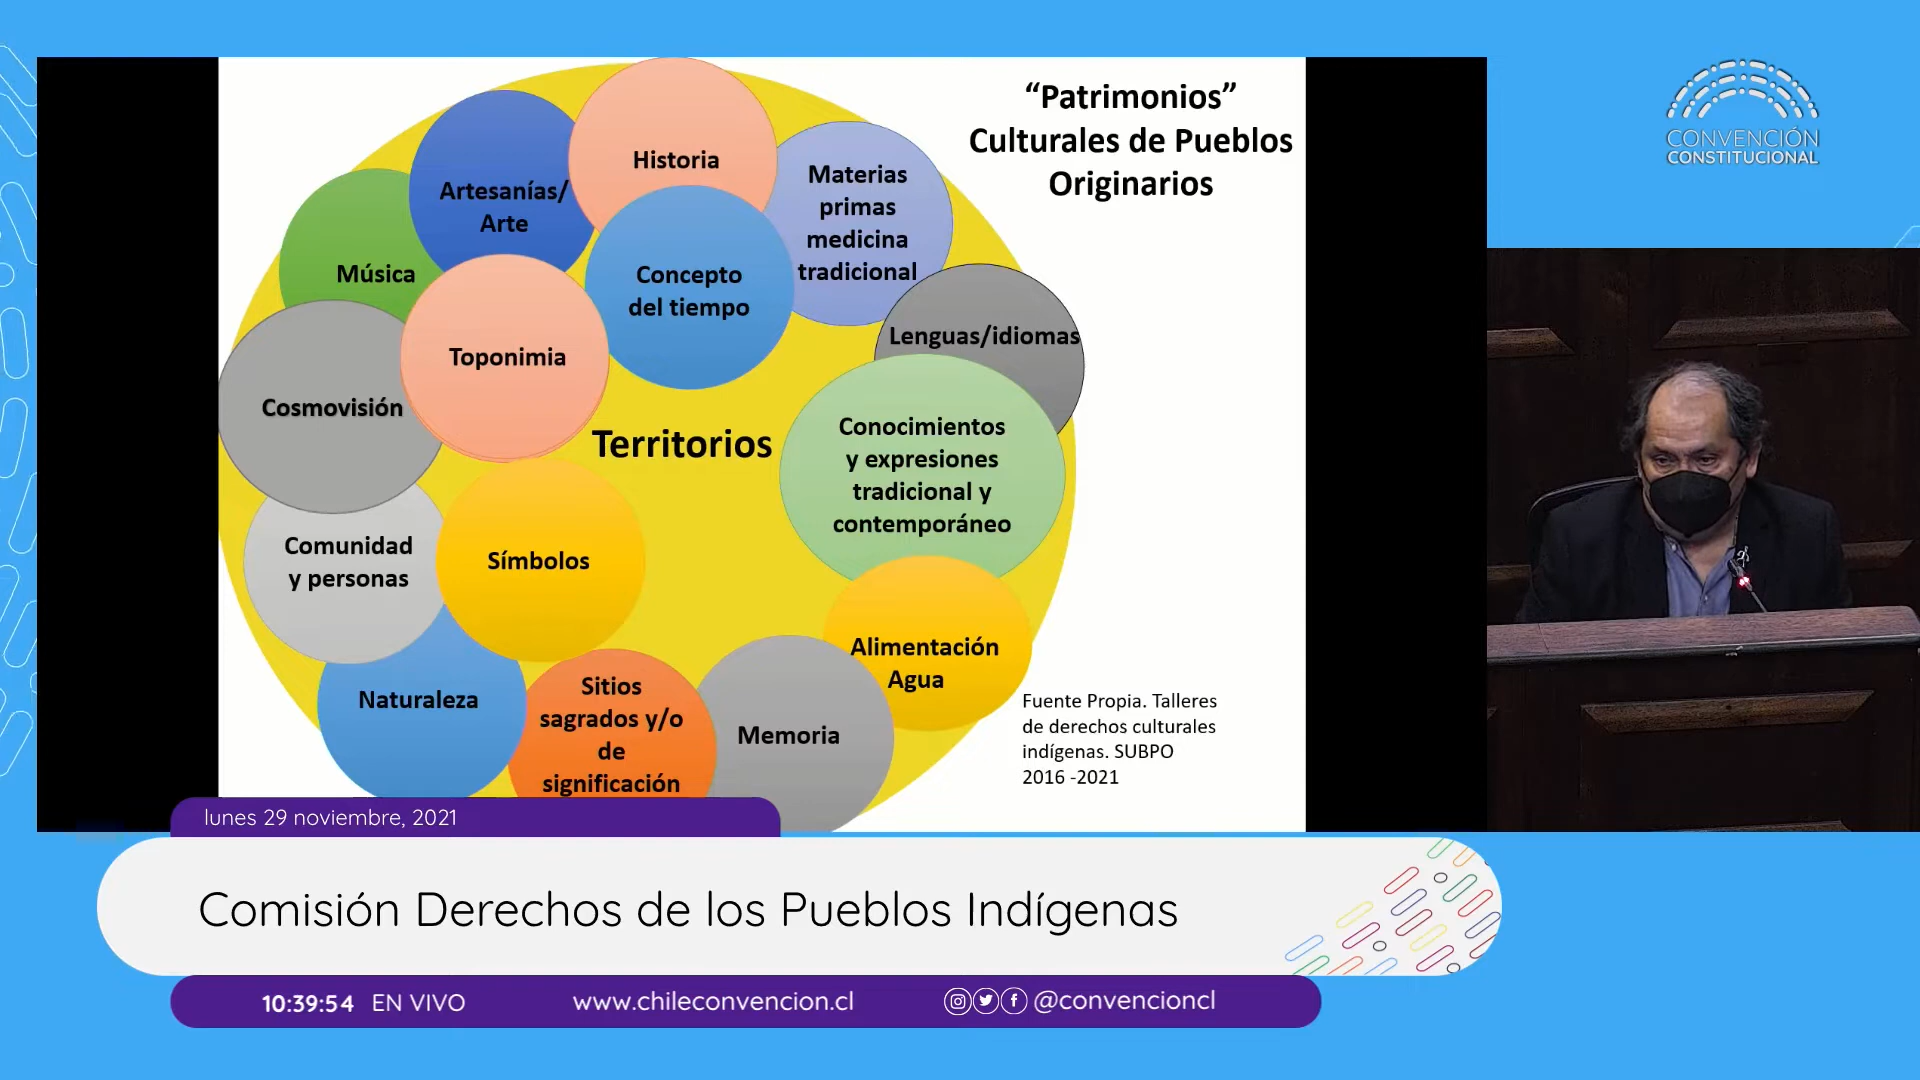 “Patrimonios”
Culturales de Pueblos
Originarios
CONVENCIÓN
CONSTITUCIONAL
Historia
Artesanías/
Arte
Materias
primas
medicina
tradicional
Música
Concepto
del tiempo
Lenguas/idiomas
Toponimia
Cosmovisión
Territorios
Conocimientos
y expresiones
tradicional y
contemporáneo
Comunidad
y personas
Símbolos
Alimentación
Agua
Naturaleza
Sitios
sagrados y/o
de
significación
Memoria
Fuente Propia. Talleres
de derechos culturales
indígenas. SUBPO
2016 -2021
lunes 29 noviembre, 2021
Comisión Derechos de los Pueblos Indígenas
10:39:54 EN VIVO
www.chileconvencion.cl
@convencioncl